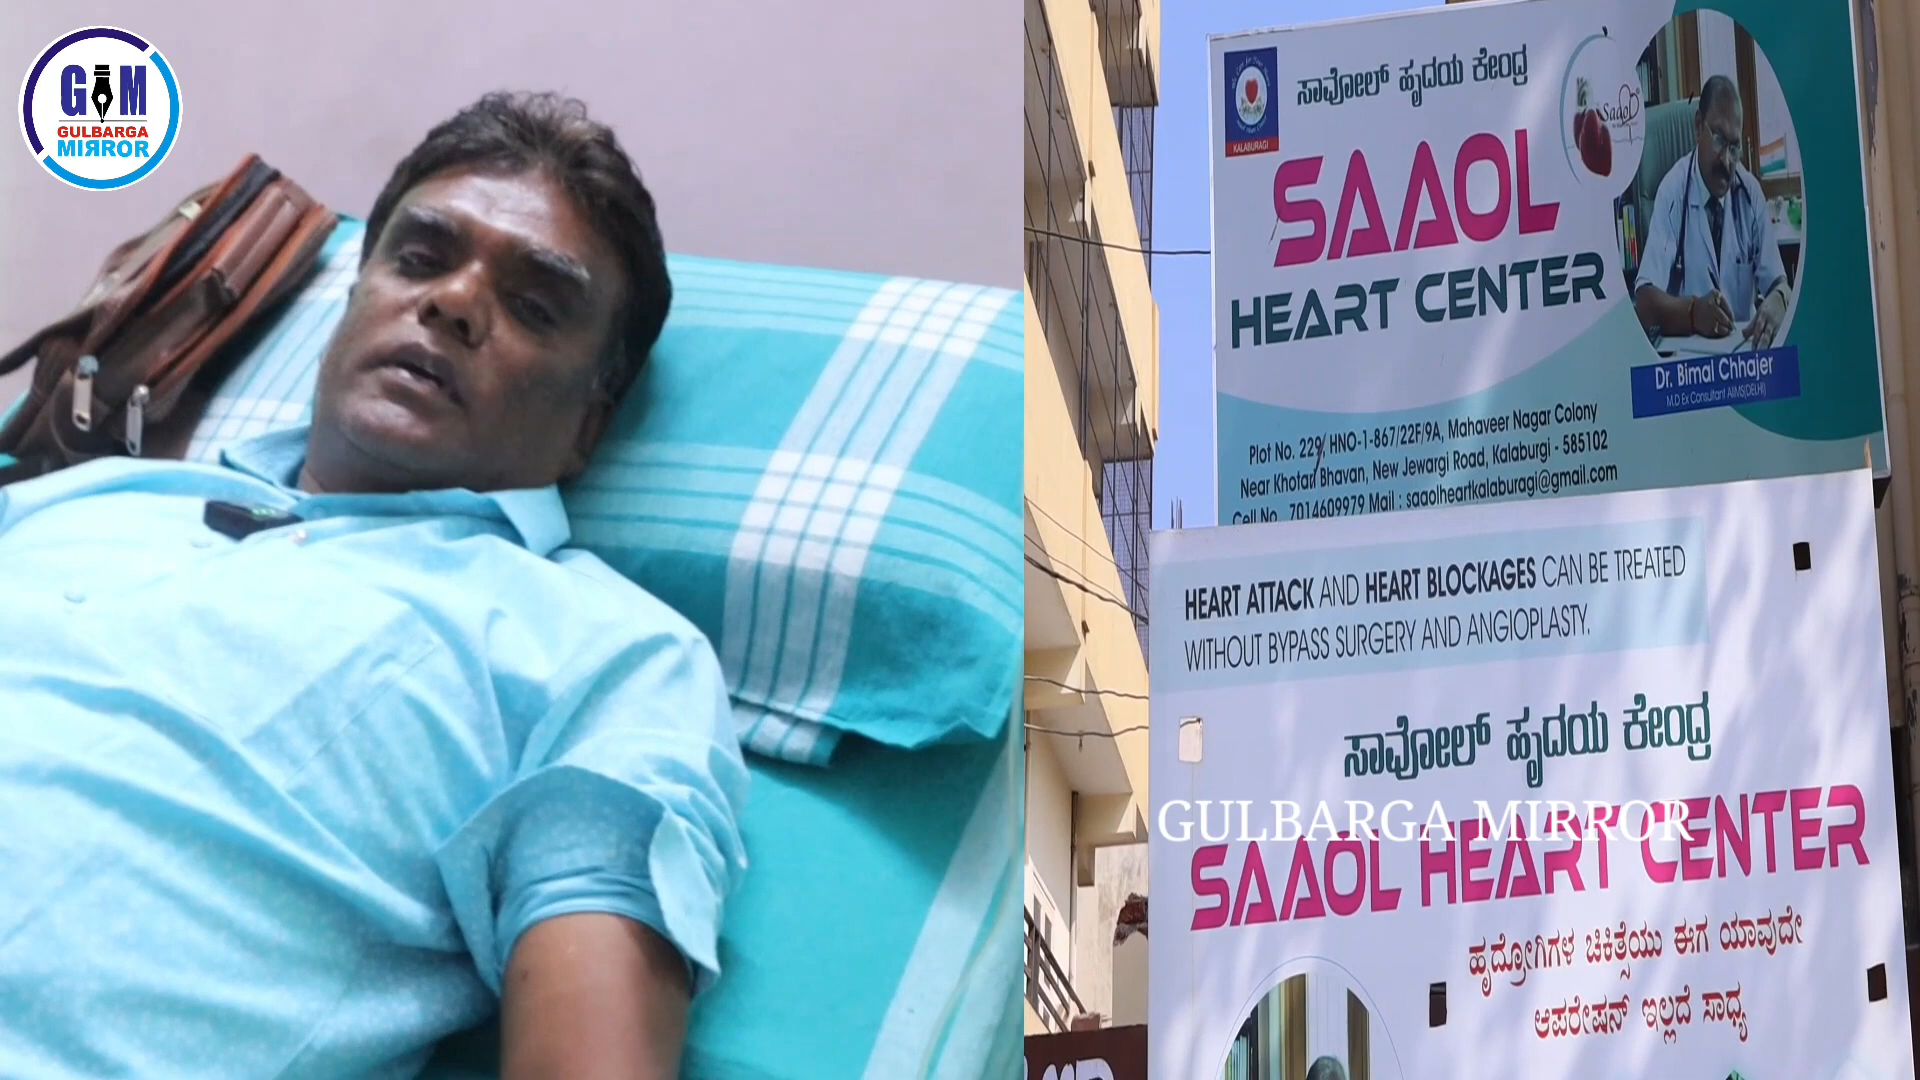 GM
GULBARGA
MIRROR
KALABURAGI
ಸಾವೋಲ್ ಹೃದಯ ಕೇಂದ್ರ
SAAOL
HEART CENTER
Saaol
Dr. Bimal Chhajer
M.D Ex Consultant AIIMS(DELHI)
Plot No. 229, HNO-1-867/22F/9A, Mahaveer Nagar Colony
Near Khotari Bhavan, New Jewargi Road, Kalaburgi - 585102
Cell No. 7014609979 Mail : saaolheartkalaburagi@gmail.com
HEART ATTACK AND HEART BLOCKAGES CAN BE TREATED
WITHOUT BYPASS SURGERY AND ANGIOPLASTY.
ಸಾವೋಲ್ ಹೃದಯ ಕೇಂದ್ರ
GULBARGA MIRROR
SAAOL HEART CENTER
ಹೃದ್ರೋಗಿಗಳ ಚಿಕಿತ್ಸೆಯು ಈಗ ಯಾವುದೇ
ಆಪರೇಷನ್ ಇಲ್ಲದೆ ಸಾಧ್ಯ